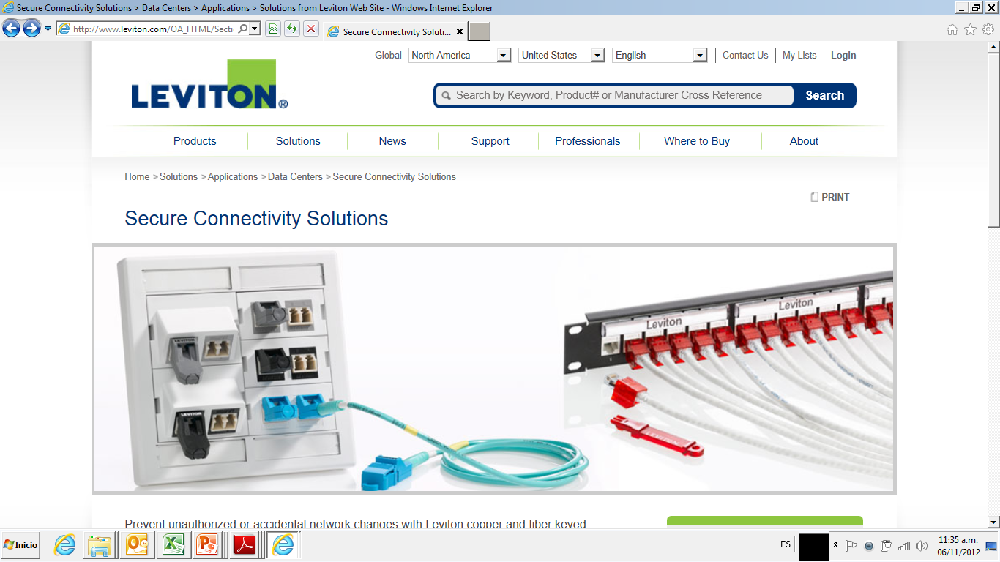 Secure Connectivity Solutions > Data Centers > Applications > Solutions from Leviton Web Site - Windows Internet Explorer
http://www.leviton.com/OA_HTML/Secti
Secure Connectivity Soluti...
Global North America United States English Contact Us My Lists Login
LEVITON®
Search by Keyword, Product# or Manufacturer Cross Reference Search
Products Solutions News Support Professionals Where to Buy About
Home > Solutions > Applications > Data Centers > Secure Connectivity Solutions
PRINT
Secure Connectivity Solutions
Leviton
Leviton
LEVITON
1
LEVITON
LEVITON
Prevent unauthorized or accidental network changes with Leviton copper and fiber keyed
Inicio ES 11:35 a.m.
06/11/2012